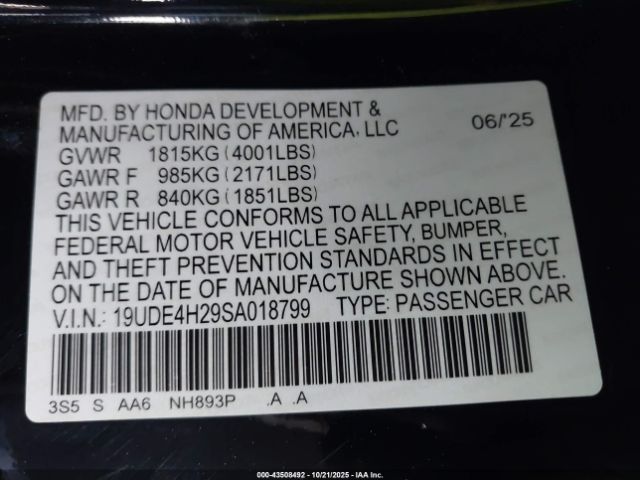 MFD. BY HONDA DEVELOPMENT &
MANUFACTURING OF AMERICA, LLC 06/'25
GVWR 1815KG (4001LBS)
GAWR F 985KG (2171LBS)
GAWR R 840KG (1851LBS)
THIS VEHICLE CONFORMS TO ALL APPLICABLE
FEDERAL MOTOR VEHICLE SAFETY, BUMPER,
AND THEFT PREVENTION STANDARDS IN EFFECT
ON THE DATE OF MANUFACTURE SHOWN ABOVE.
V.I.N.: 19UDE4H29SA018799 TYPE: PASSENGER CAR
3S5 S AA6 NH893P .A .A
000-43508492 - 10/21/2025 - IAA Inc.